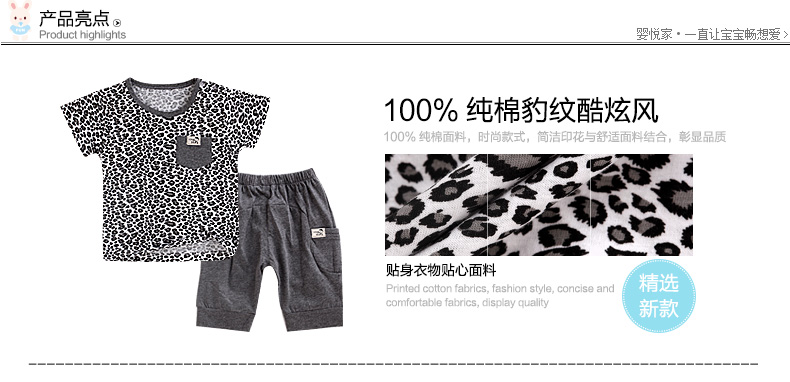 产品亮点
Product highlights
婴悦家·一直让宝宝畅想爱
100% 纯棉豹纹酷炫风
100% 纯棉面料，时尚款式，简洁印花与舒适面料结合，彰显品质
贴身衣物贴心面料
Printed cotton fabrics, fashion style, concise and
comfortable fabrics, display quality
精选
新款